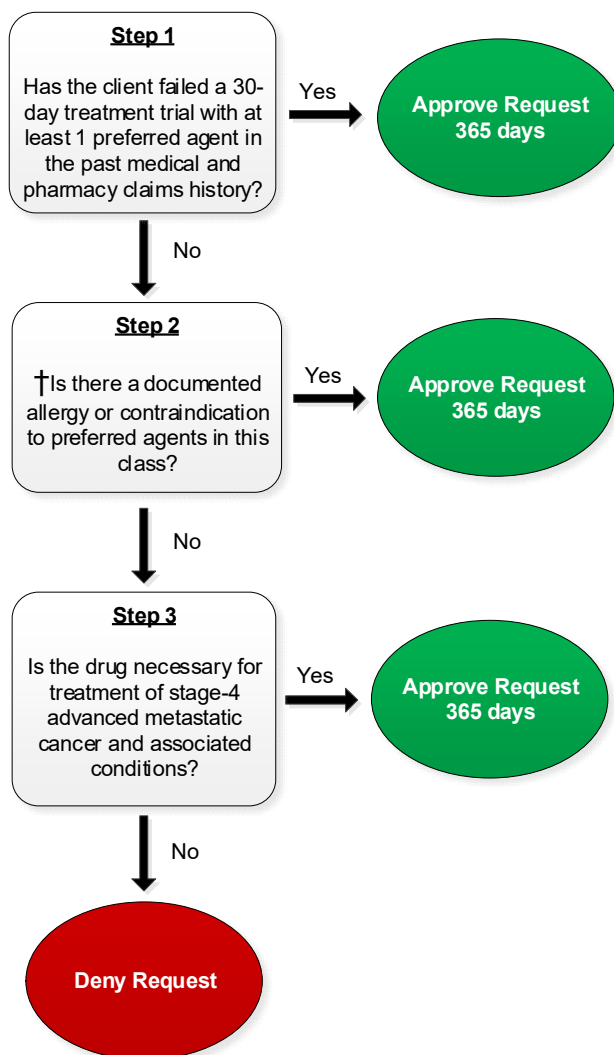 Step 1
Has the client failed a 30-
day treatment trial with at
least 1 preferred agent in
the past medical and
pharmacy claims history?
Yes
Approve Request
365 days
No
Step 2
†Is there a documented
allergy or contraindication
to preferred agents in this
class?
Yes
Approve Request
365 days
No
Step 3
Is the drug necessary for
treatment of stage-4
advanced metastatic
cancer and associated
conditions?
Yes
Approve Request
365 days
No
Deny Request